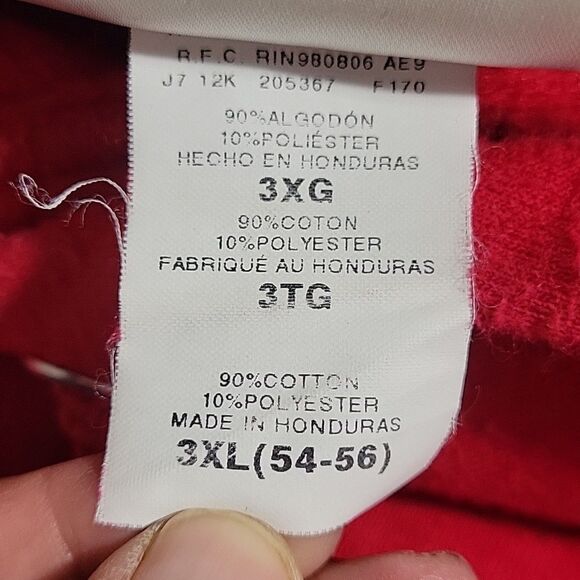 R.F.C. RIN980806 AE9
J7 12K 205367 F170
90%ALGODÓN
10%POLIÉSTER
HECHO EN HONDURAS
3XG
90%COTON
10%POLYESTER
FABRIQUÉ AU HONDURAS
3TG
90%COTTON
10%POLYESTER
MADE IN HONDURAS
3XL(54-56)